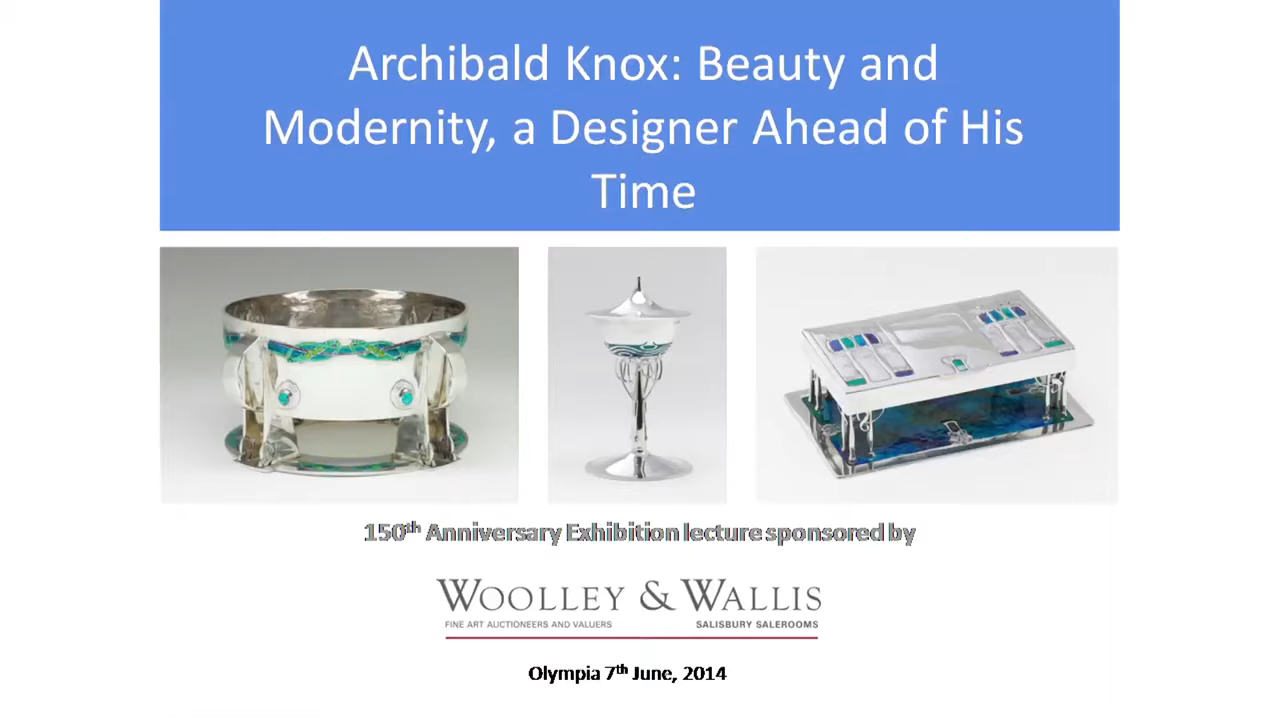 Archibald Knox: Beauty and
Modernity, a Designer Ahead of His
Time
150th Anniversary Exhibition lecture sponsored by
WOOLLEY & WALLIS
FINE ART AUCTIONEERS AND VALUERS SALISBURY SALEROOMS
Olympia 7th June, 2014